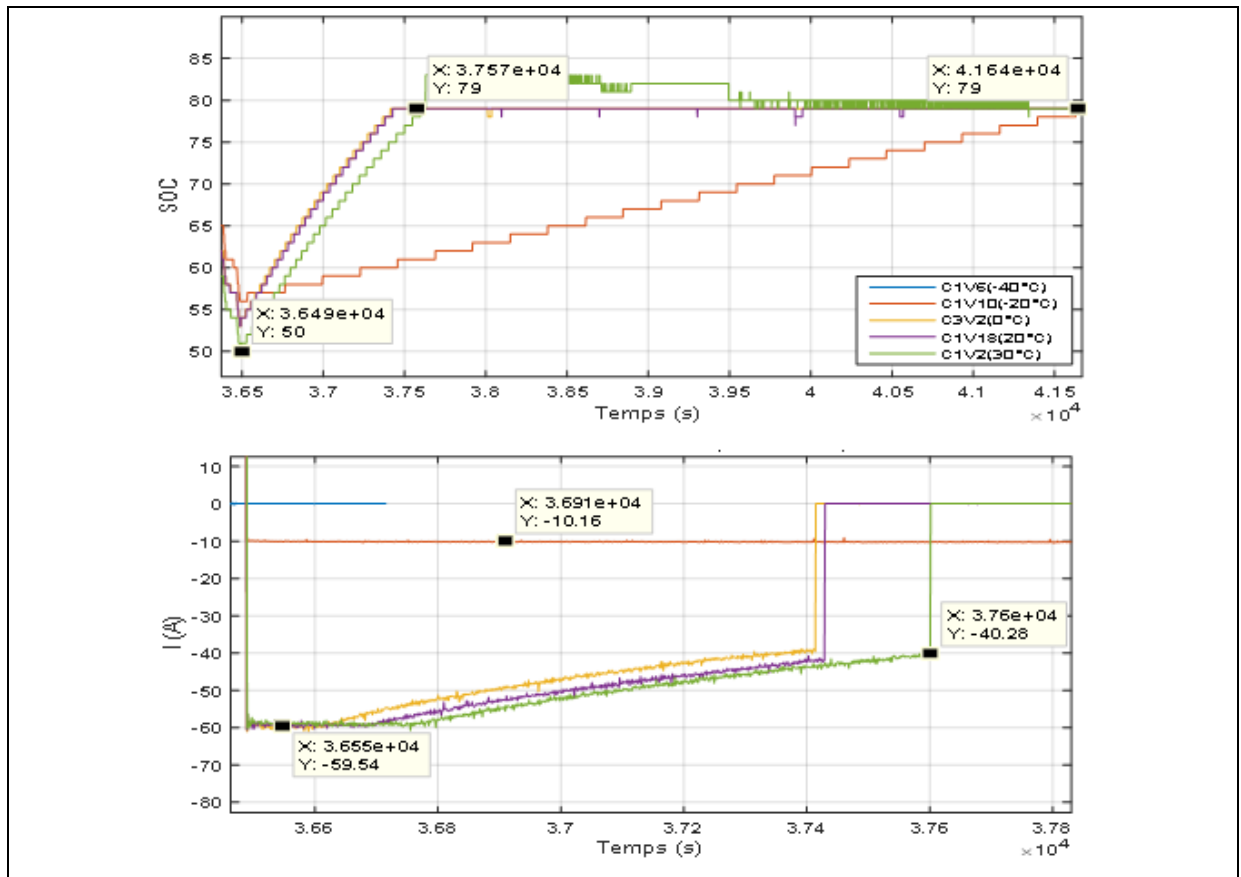 85
80
75
70
65
60
55
50
SOC
X: 3.757e+04
Y: 79
X: 4.164e+04
Y: 79
X: 3.649e+04
Y: 50
C1V6(-40°C)
C1V10(-20°C)
C3V2(0°C)
C1V18(20°C)
C1V2(30°C)
3.65 3.7 3.75 3.8 3.85 3.9 3.95 4 4.05 4.1 4.15
Temps (s)
×10⁴
10
0
-10
-20
-30
-40
-50
-60
-70
-80
I(A)
X: 3.691e+04
Y: -10.16
X: 3.76e+04
Y: -40.28
X: 3.655e+04
Y: -59.54
3.66 3.68 3.7 3.72 3.74 3.76 3.78
Temps (s)
×10⁴